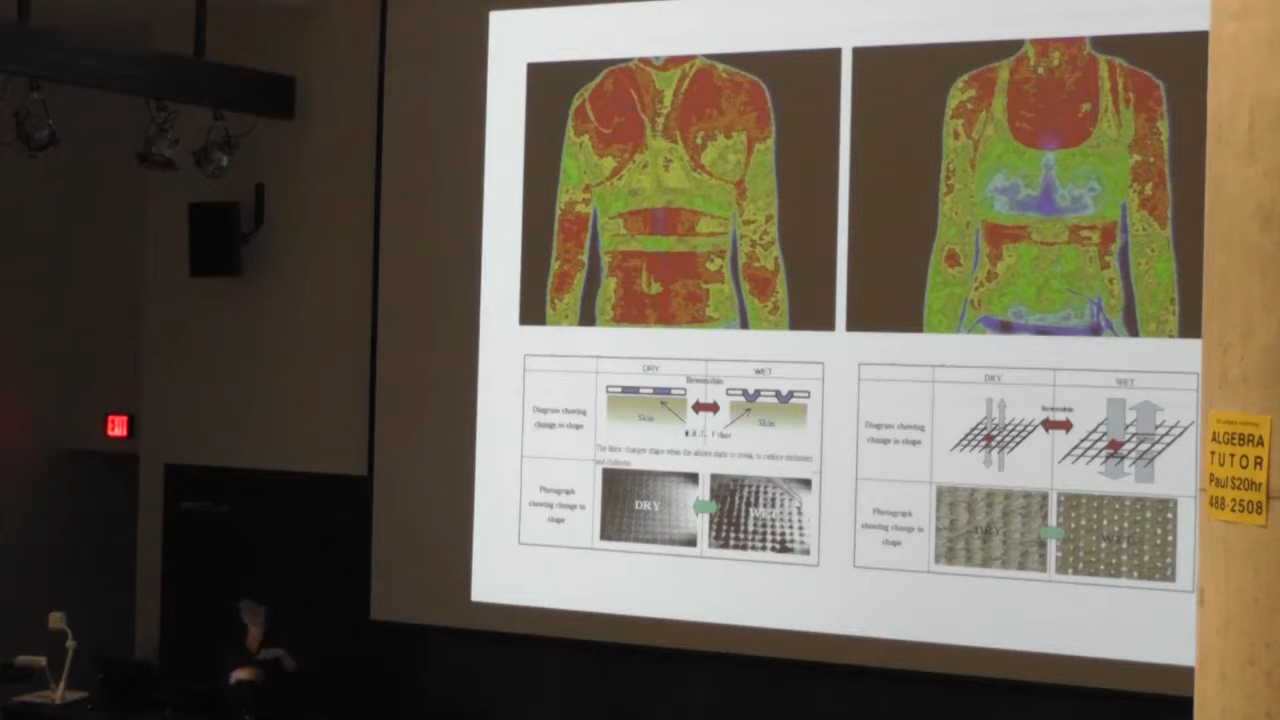 EXIT
DRY
WET
Reversible
Diagram showing
change in shape
Skin
Skin
Fiber
Photograph
showing change in
shape
DRY
WET
DRY
WET
Reversible
Diagram showing
change in shape
Photograph
showing change in
shape
DRY
WET
ALGEBRA
TUTOR
Paul $20hr
488-2508